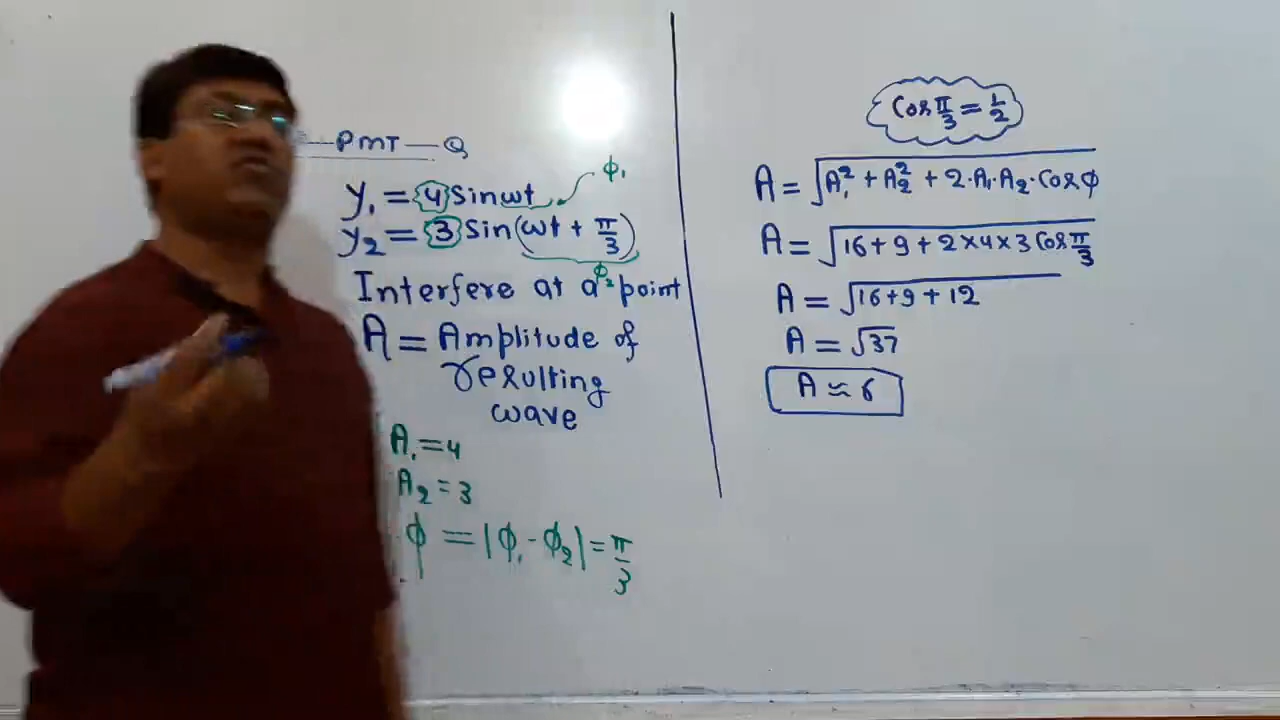 PMT - Q
y₁ = 4 Sinωt
ϕ₁
y₂ = 3 Sin(ωt + π/3)
ϕ₂
Interfere at a point
A = Amplitude of
resulting
wave
A₁ = 4
A₂ = 3
ϕ = |ϕ₁ - ϕ₂| = π/3
Cos π/3 = 1/2
A = √(A₁² + A₂² + 2·A₁·A₂·Cosϕ)
A = √(16 + 9 + 2×4×3 Cos π/3)
A = √(16 + 9 + 12)
A = √37
A ≈ 6